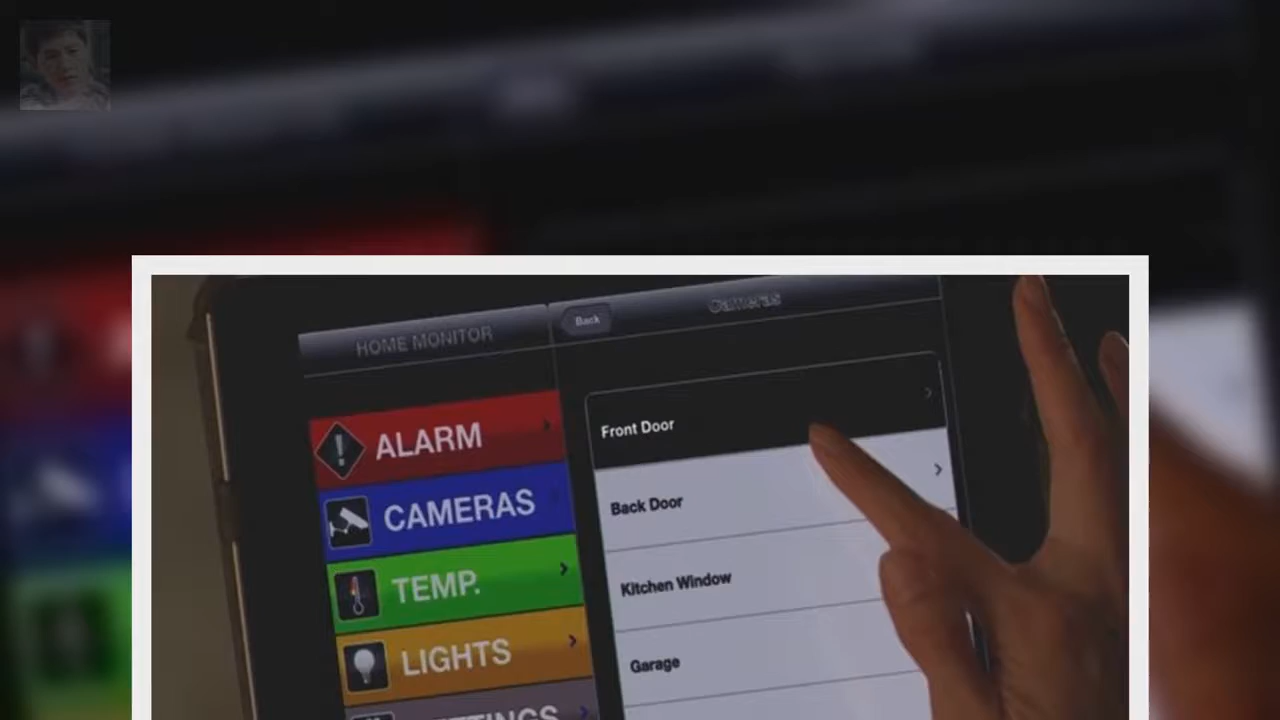 HOME MONITOR
Back
Cameras
ALARM
CAMERAS
TEMP.
LIGHTS
Front Door
Back Door
Kitchen Window
Garage